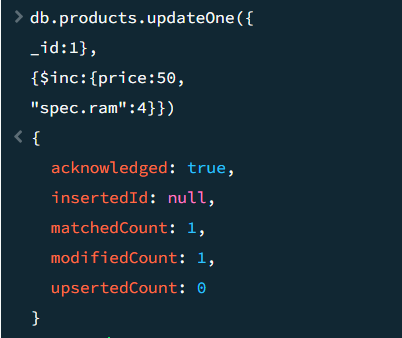 > db.products.updateOne({
_id:1},
{$inc:{price:50,
"spec.ram":4}})
< {
acknowledged: true,
insertedId: null,
matchedCount: 1,
modifiedCount: 1,
upsertedCount: 0
}